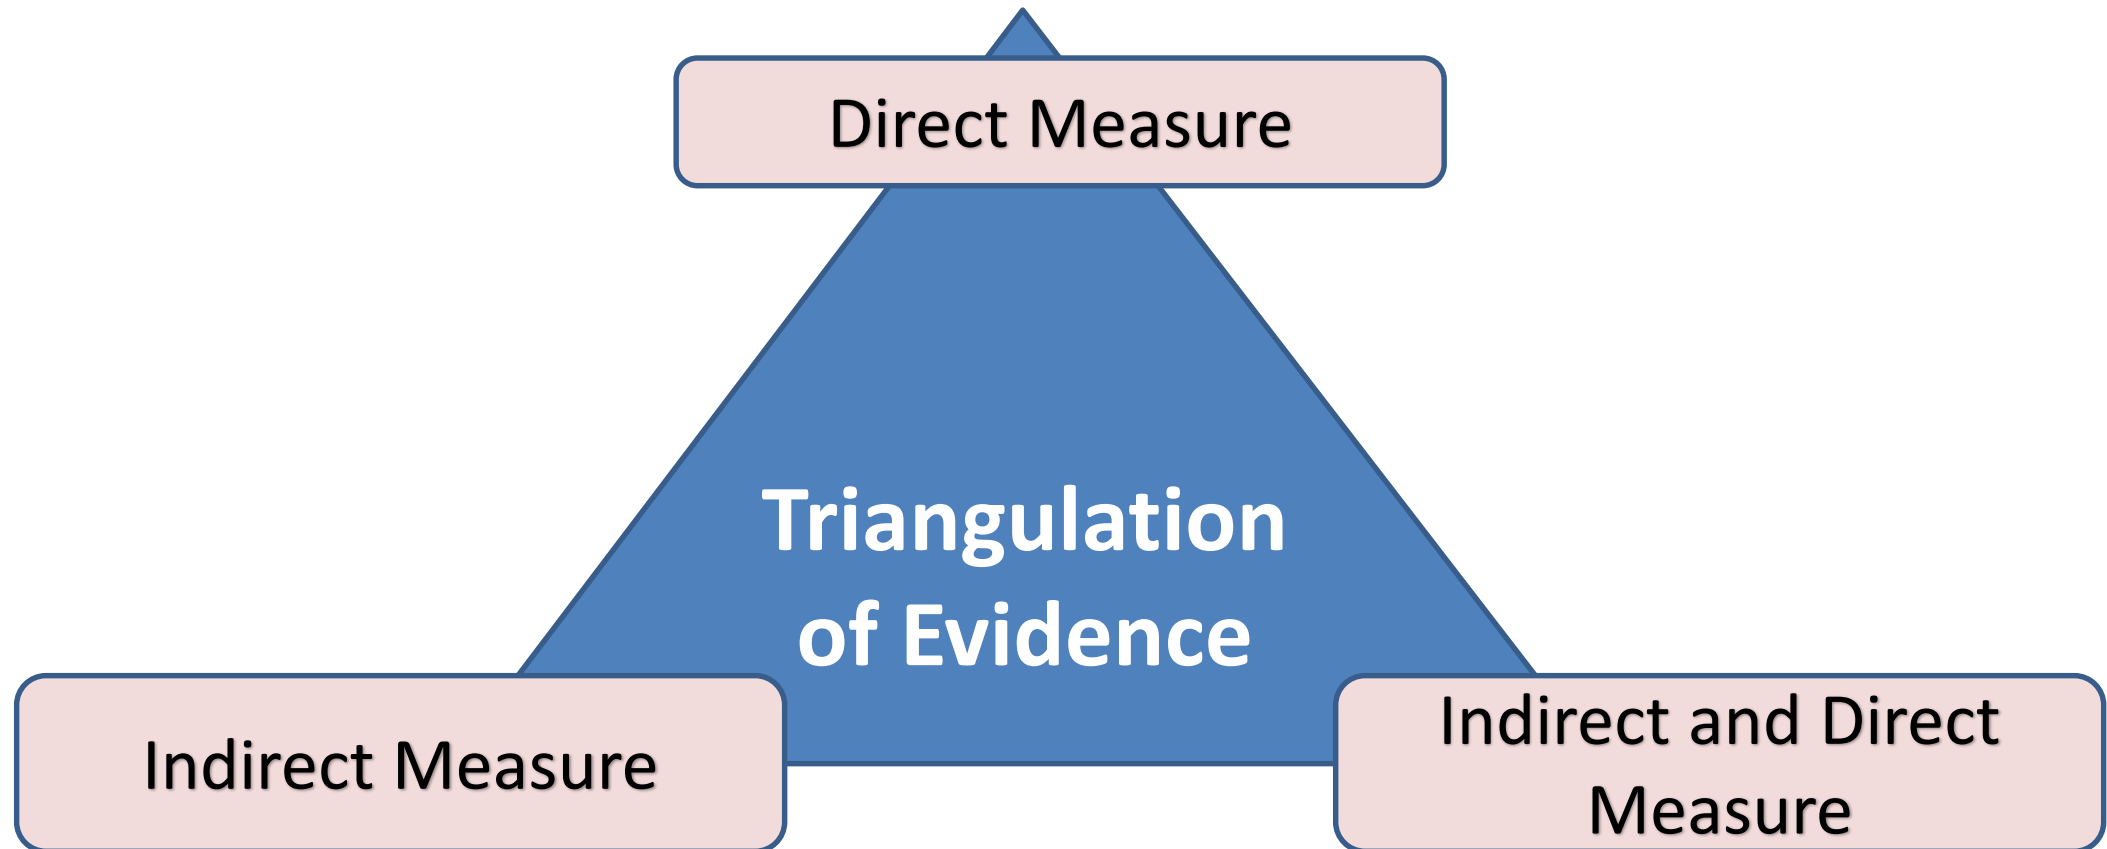 Direct Measure
Triangulation
of Evidence
Indirect Measure
Indirect and Direct
Measure